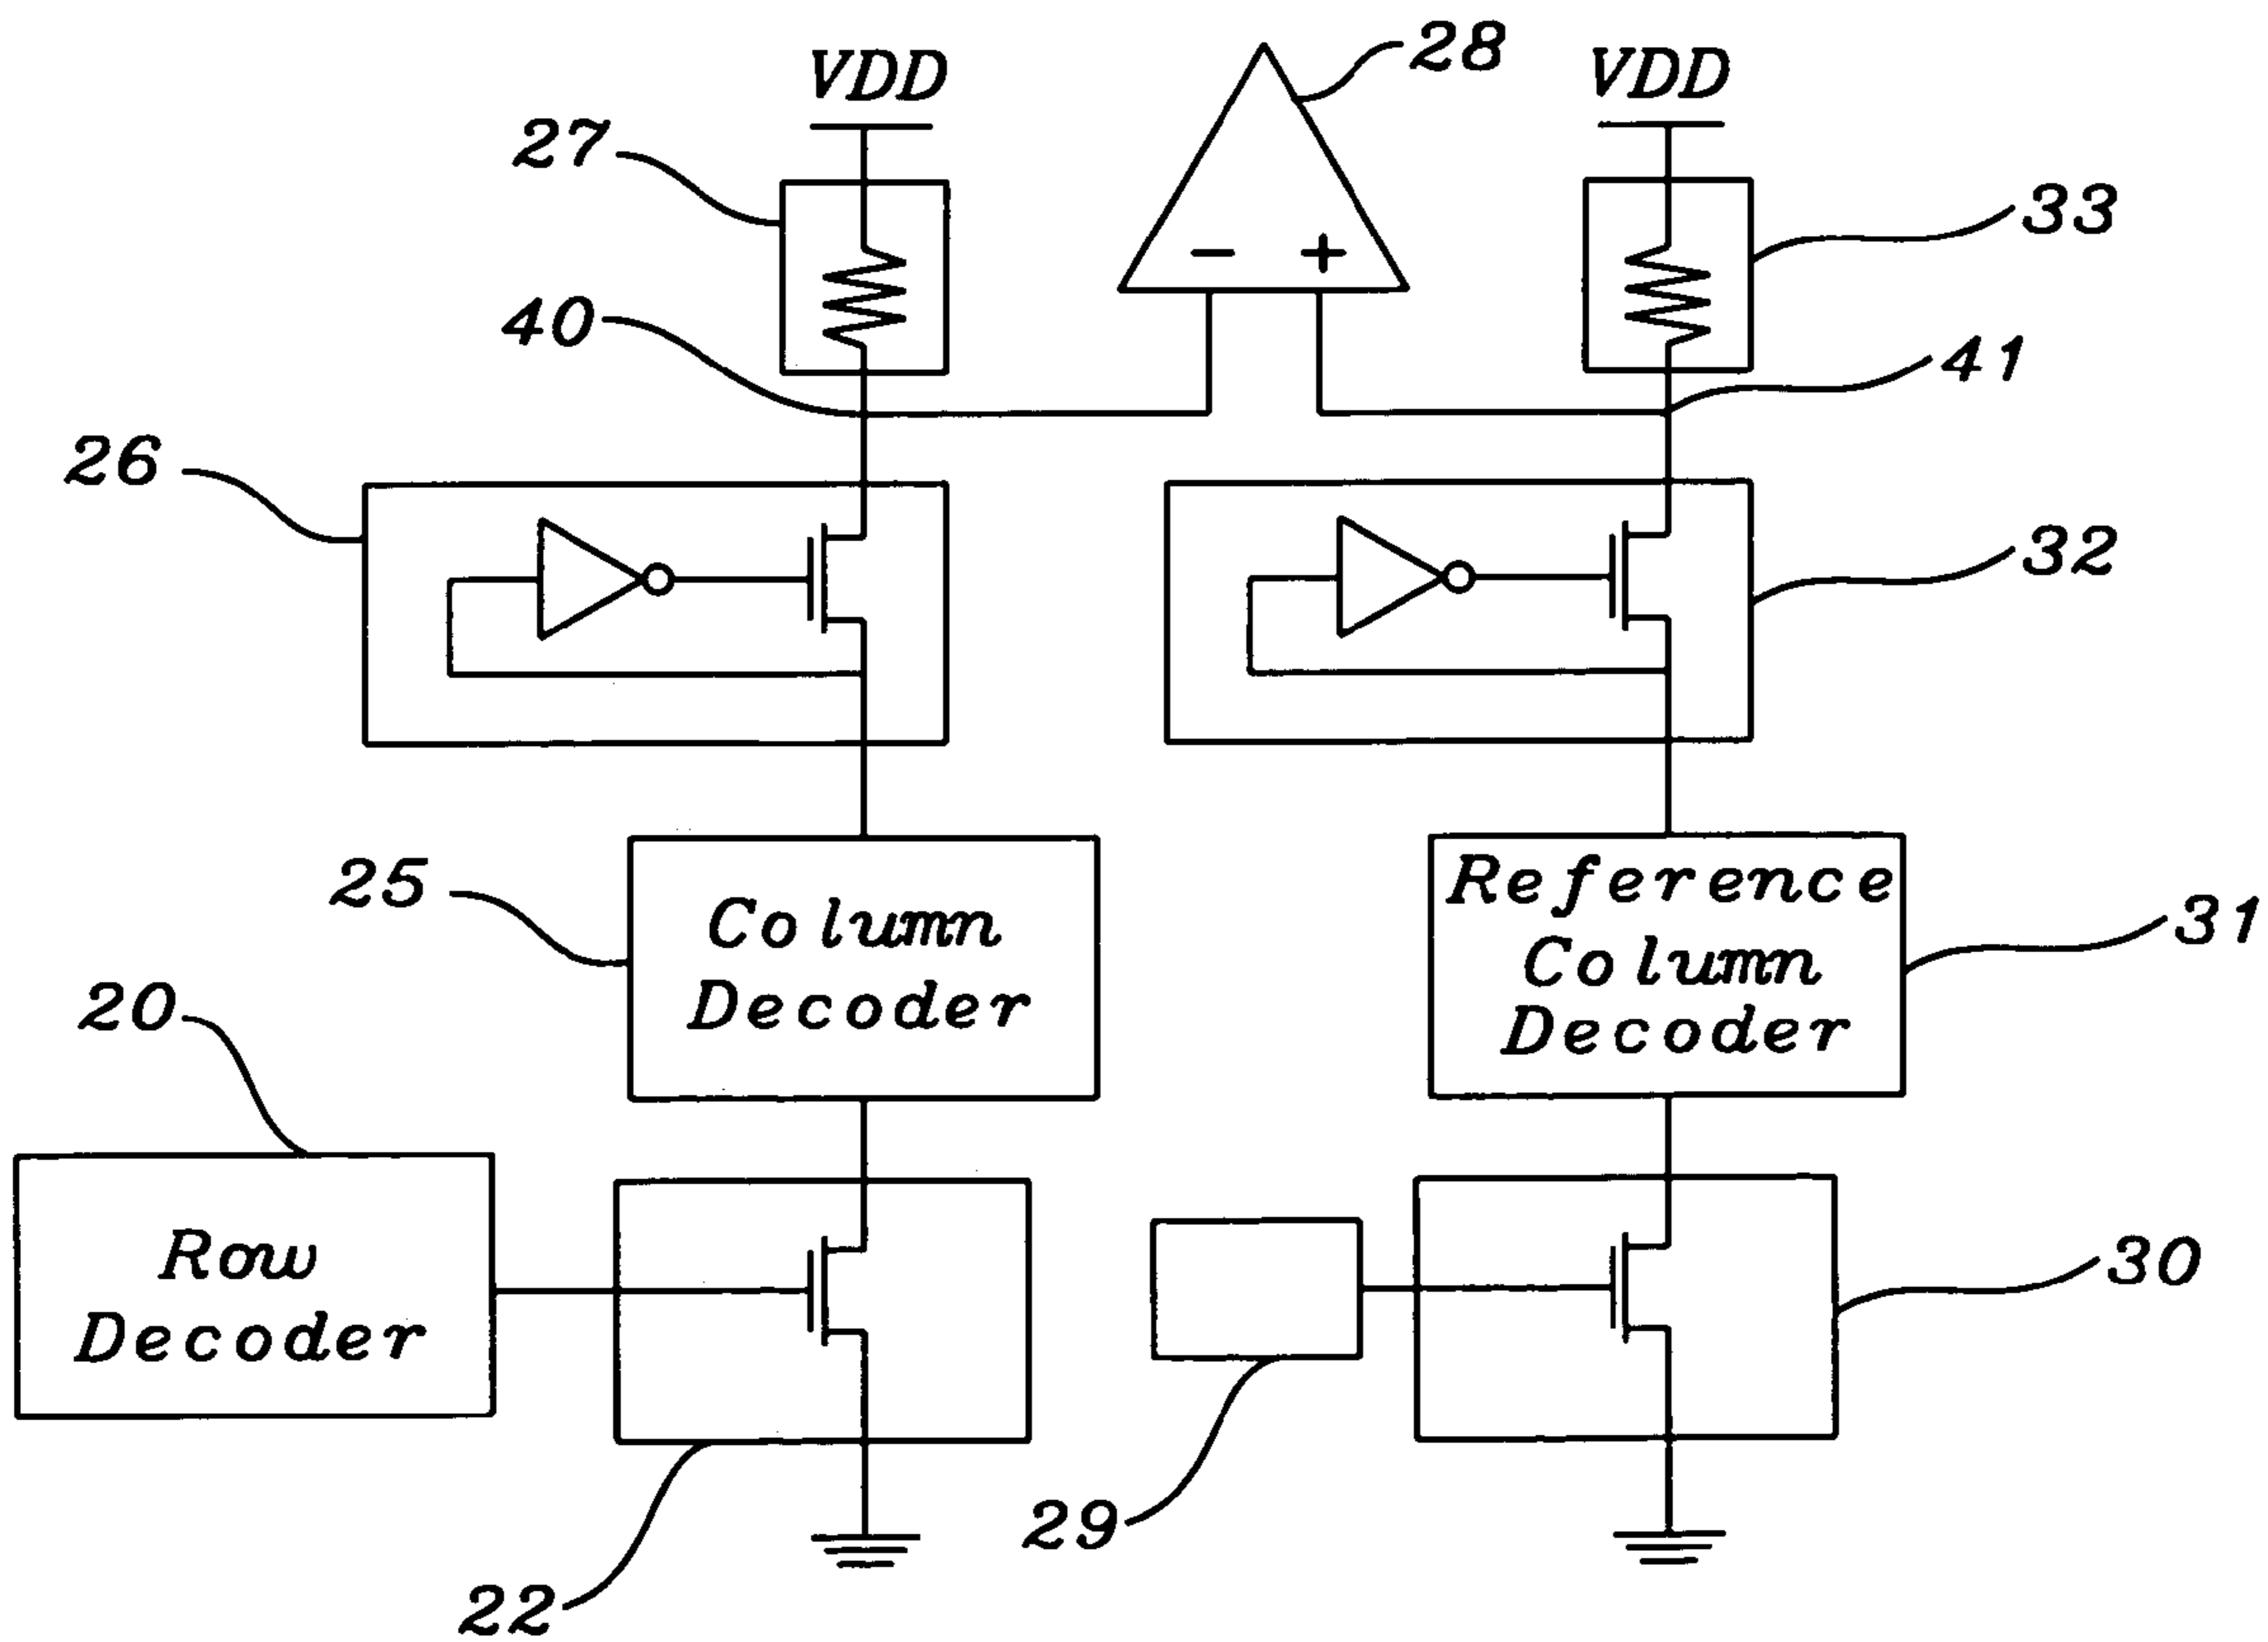 28
VDD
VDD
27
33
- +
40
41
26
32
25
Column
Decoder
Reference
Column
Decoder
31
20
Row
Decoder
30
29
22